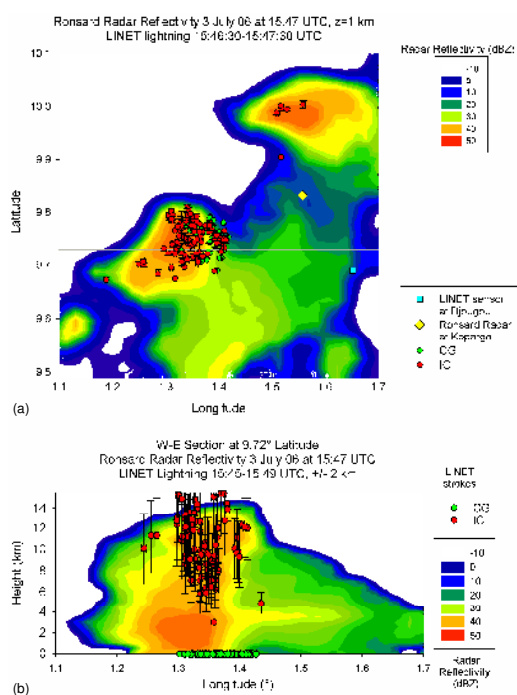 Ronsard Radar Reflectivity 3 July 06 at 15.47 UTC, z=1 km
LINET lightning 15:46:30-15:47:30 UTC
Radar Reflectivity (dBZ)
-10
5
10
20
30
40
50
10.1
10.0
9.9
9.8
9.7
9.6
9.5
Latitude
1.1
1.2
1.3
1.4
1.5
1.6
1.7
Longitude
LINET sensor
at Djougou
Ronsard Radar
at Kopargo
CG
IC
(a)
W-E Section at 9.72° Latitude
Ronsard Radar Reflectivity 3 July 06 at 15:47 UTC
LINET Lightning 15:45-15:49 UTC, +/- 2 km
LINET
strokes
CG
IC
14
12
10
8
6
4
2
0
Height (km)
-10
0
10
20
30
40
50
Radar
Reflectivity
(dBZ)
1.1
1.2
1.3
1.4
1.5
1.6
1.7
Longitude (°)
(b)